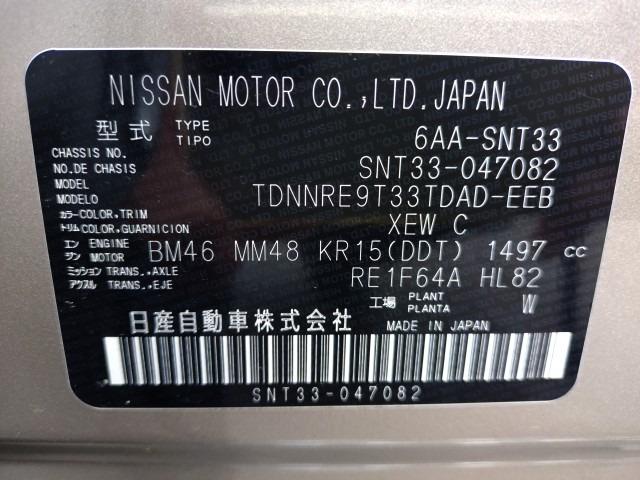 NISSAN MOTOR CO.,LTD.JAPAN
型式 TYPE TIPO 6AA-SNT33
CHASSIS NO. NO.DE CHASIS SNT33-047082
MODEL MODELO TDNNRE9T33TDAD-EEB
カラー COLOR,TRIM
トリム COLOR,GUARNICION XEW C
エン ENGINE
ジン MOTOR BM46 MM48 KR15(DDT) 1497 cc
ミッション TRANS.,AXLE
アクスル TRANS.,EJE RE1F64A HL82
工場 PLANT PLANTA W
日産自動車株式会社 MADE IN JAPAN
SNT33-047082